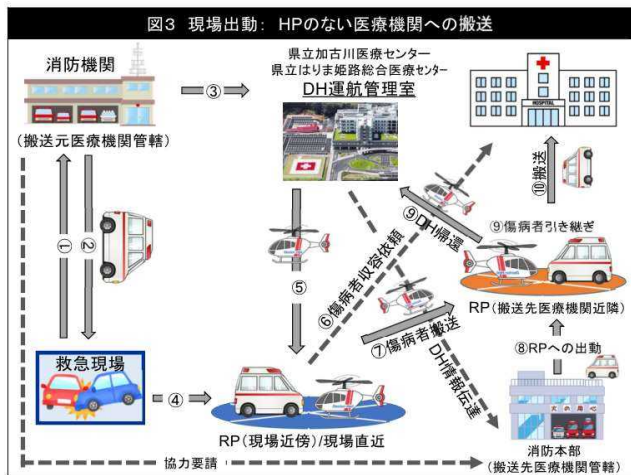 図3 現場出動: HPのない医療機関への搬送
消防機関
(搬送元医療機関管轄)
③
県立加古川医療センター
県立はりま姫路総合医療センター
DH運航管理室
HOSPITAL
①
②
⑤
⑥傷病者収容依頼
⑨DH帰還
⑨傷病者引き継ぎ
⑩搬送
RP(搬送先医療機関近隣)
⑦傷病者搬送
DH情報伝達
⑧RPへの出動
救急現場
④
RP(現場近傍)/現場直近
火の用心
消防本部
(搬送先医療機関管轄)
協力要請